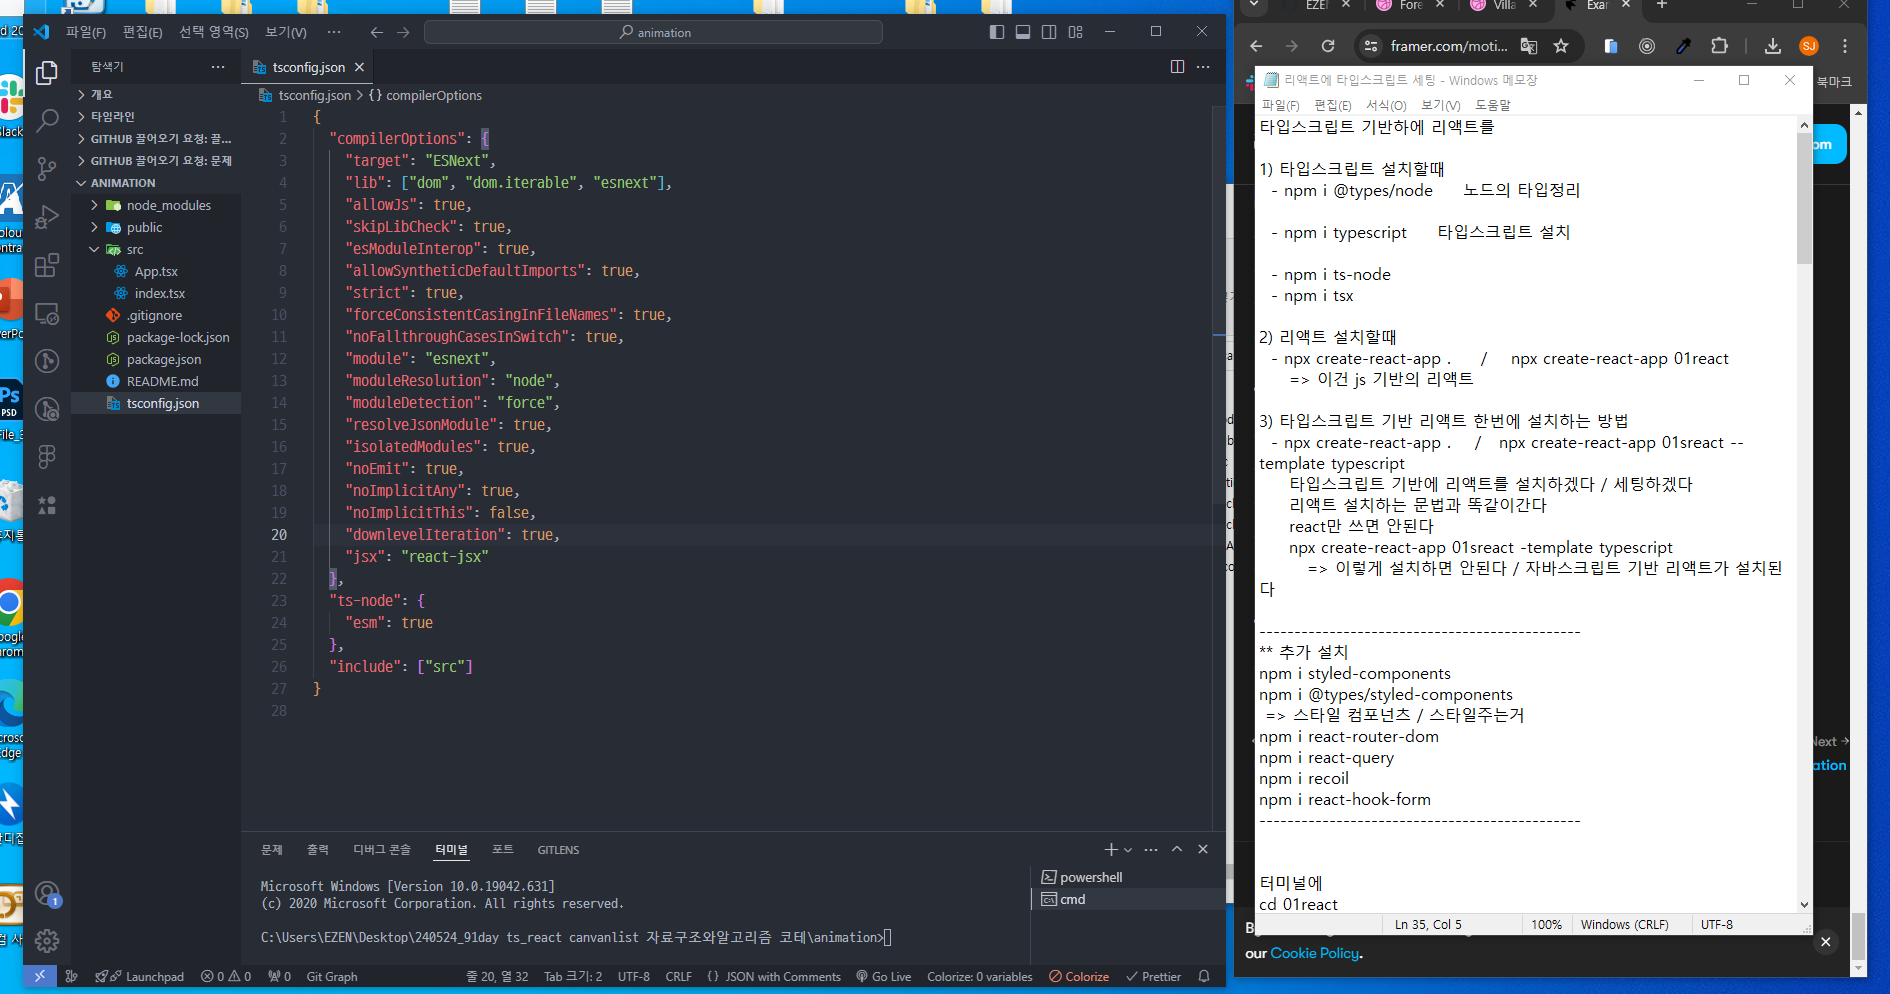 파일(F) 편집(E) 선택 영역(S) 보기(V) ···
animation
탐색기
개요
타임라인
GITHUB 끌어오기 요청: 끌...
GITHUB 끌어오기 요청: 문제
ANIMATION
node_modules
public
src
App.tsx
index.tsx
.gitignore
package-lock.json
package.json
README.md
tsconfig.json
tsconfig.json
tsconfig.json > {} compilerOptions
1 {
2 "compilerOptions": {
3 "target": "ESNext",
4 "lib": ["dom", "dom.iterable", "esnext"],
5 "allowJs": true,
6 "skipLibCheck": true,
7 "esModuleInterop": true,
8 "allowSyntheticDefaultImports": true,
9 "strict": true,
10 "forceConsistentCasingInFileNames": true,
11 "noFallthroughCasesInSwitch": true,
12 "module": "esnext",
13 "moduleResolution": "node",
14 "moduleDetection": "force",
15 "resolveJsonModule": true,
16 "isolatedModules": true,
17 "noEmit": true,
18 "noImplicitAny": true,
19 "noImplicitThis": false,
20 "downlevelIteration": true,
21 "jsx": "react-jsx"
22 },
23 "ts-node": {
24 "esm": true
25 },
26 "include": ["src"]
27 }
28
문제 출력 디버그 콘솔 터미널 포트 GITLENS
Microsoft Windows [Version 10.0.19042.631]
(c) 2020 Microsoft Corporation. All rights reserved.
C:\Users\EZEN\Desktop\240524_91day ts_react canvanlist 자료구조와알고리즘 코테\animation>
powershell
cmd
1
Launchpad 0 0 0 Git Graph 줄 20, 열 32 Tab 크기: 2 UTF-8 CRLF {} JSON with Comments Go Live Colorize: 0 variables Colorize Prettier
EZEN Fore Villa Exar
framer.com/moti...
SJ
북마크
리액트에 타입스크립트 세팅 - Windows 메모장
파일(F) 편집(E) 서식(O) 보기(V) 도움말
타입스크립트 기반하에 리액트를
1) 타입스크립트 설치할때
- npm i @types/node 노드의 타입정리
- npm i typescript 타입스크립트 설치
- npm i ts-node
- npm i tsx
2) 리액트 설치할때
- npx create-react-app . / npx create-react-app 01react
=> 이건 js 기반의 리액트
3) 타입스크립트 기반 리액트 한번에 설치하는 방법
- npx create-react-app . / npx create-react-app 01sreact --
template typescript
타입스크립트 기반에 리액트를 설치하겠다 / 세팅하겠다
리액트 설치하는 문법과 똑같이간다
react만 쓰면 안된다
npx create-react-app 01sreact -template typescript
=> 이렇게 설치하면 안된다 / 자바스크립트 기반 리액트가 설치된
다
----------------------------------------------
** 추가 설치
npm i styled-components
npm i @types/styled-components
=> 스타일 컴포넌츠 / 스타일주는거
npm i react-router-dom
npm i react-query
npm i recoil
npm i react-hook-form
----------------------------------------------
터미널에
cd 01react
Ln 35, Col 5 100% Windows (CRLF) UTF-8
om
Next →
ation
our Cookie Policy.